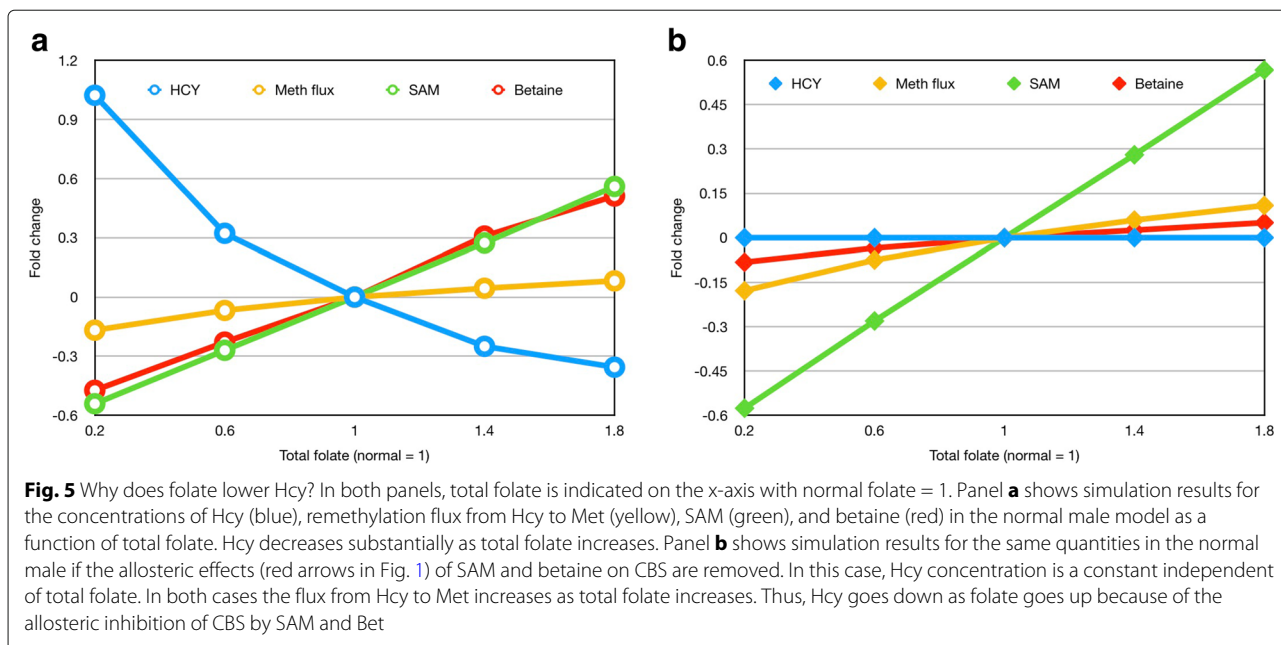 a
1.2
0.9
0.6
0.3
0
-0.3
-0.6
Fold change
HCY Meth flux SAM Betaine
0.2 0.6 1 1.4 1.8
Total folate (normal = 1)
b
0.6
0.45
0.3
0.15
0
-0.15
-0.3
-0.45
-0.6
Fold change
HCY Meth flux SAM Betaine
0.2 0.6 1 1.4 1.8
Total folate (normal = 1)
Fig. 5 Why does folate lower Hcy? In both panels, total folate is indicated on the x-axis with normal folate = 1. Panel a shows simulation results for
the concentrations of Hcy (blue), remethylation flux from Hcy to Met (yellow), SAM (green), and betaine (red) in the normal male model as a
function of total folate. Hcy decreases substantially as total folate increases. Panel b shows simulation results for the same quantities in the normal
male if the allosteric effects (red arrows in Fig. 1) of SAM and betaine on CBS are removed. In this case, Hcy concentration is a constant independent
of total folate. In both cases the flux from Hcy to Met increases as total folate increases. Thus, Hcy goes down as folate goes up because of the
allosteric inhibition of CBS by SAM and Bet